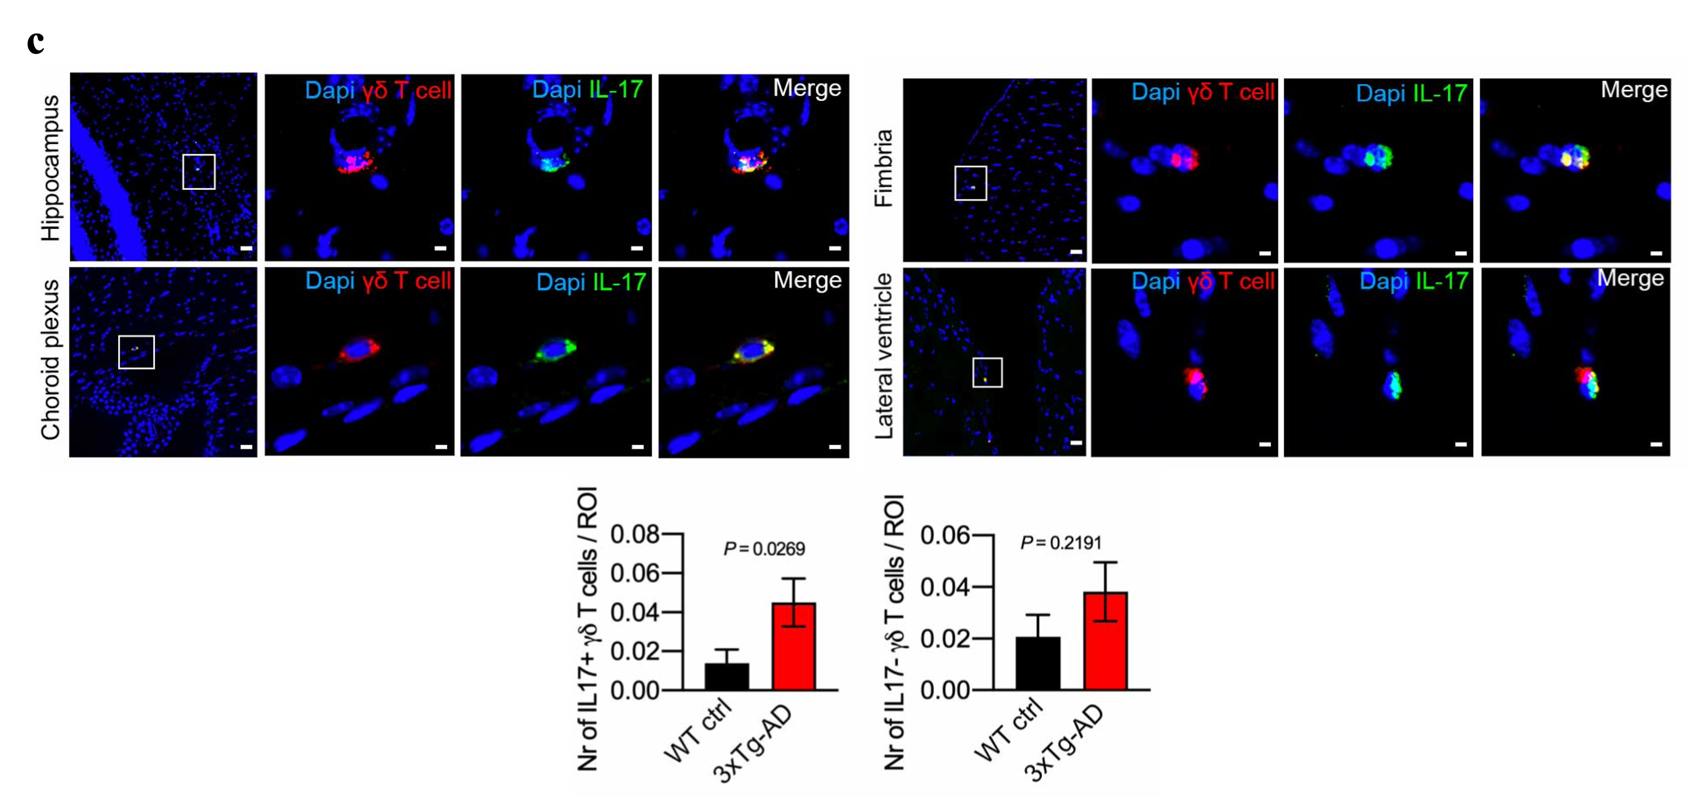 c
Hippocampus
Dapi γδ T cell
Dapi IL-17
Merge
Fimbria
Dapi γδ T cell
Dapi IL-17
Merge
Choroid plexus
Dapi γδ T cell
Dapi IL-17
Merge
Lateral ventricle
Dapi γδ T cell
Dapi IL-17
Merge
Nr of IL17+ γδ T cells / ROI
0.08
0.06
0.04
0.02
0.00
P = 0.0269
WT ctrl
3xTg-AD
Nr of IL17- γδ T cells / ROI
0.06
0.04
0.02
0.00
P = 0.2191
WT ctrl
3xTg-AD